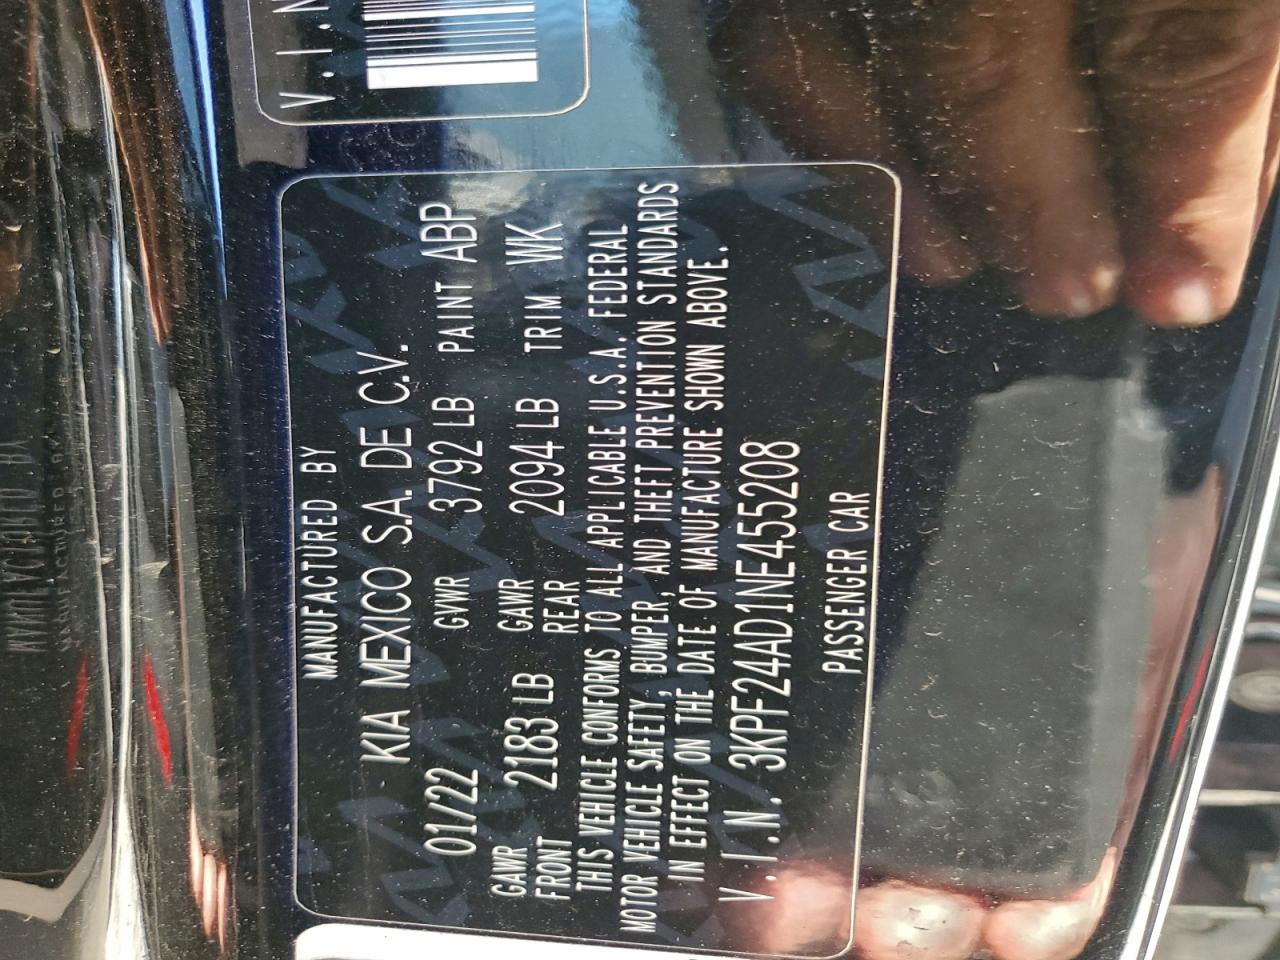 MANUFACTURED BY
KIA MEXICO S.A. DE C.V.
01/22 GVWR 3792 LB PAINT ABP
GAWR FRONT 2183 LB GAWR REAR 2094 LB TRIM WK
THIS VEHICLE CONFORMS TO ALL APPLICABLE U.S.A. FEDERAL
MOTOR VEHICLE SAFETY, BUMPER, AND THEFT PREVENTION STANDARDS
IN EFFECT ON THE DATE OF MANUFACTURE SHOWN ABOVE.
V.I.N. 3KPF24AD1NE455208
PASSENGER CAR
V.I.N